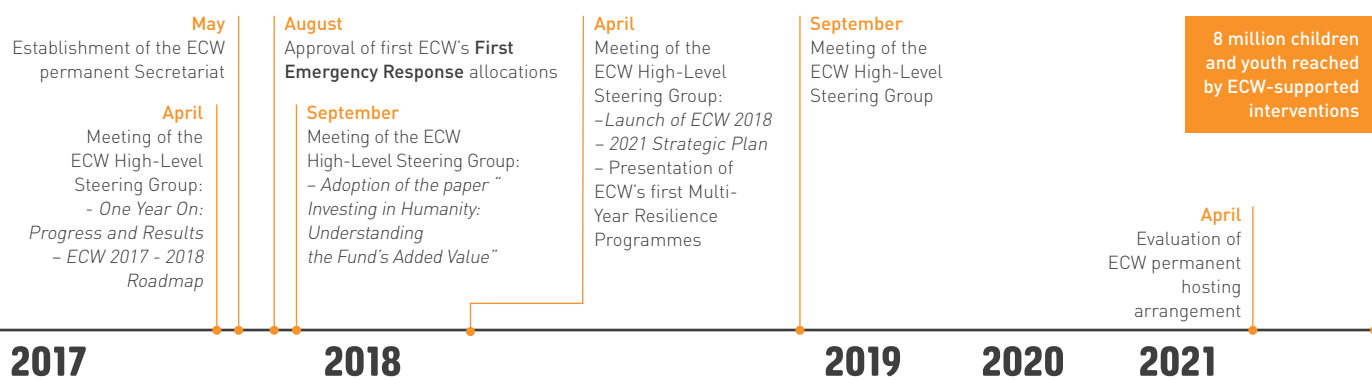 May
Establishment of the ECW
permanent Secretariat
April
Meeting of the
ECW High-Level
Steering Group:
- One Year On:
Progress and Results
– ECW 2017 - 2018
Roadmap
August
Approval of first ECW's First
Emergency Response allocations
September
Meeting of the ECW
High-Level Steering Group:
– Adoption of the paper “
Investing in Humanity:
Understanding
the Fund's Added Value”
April
Meeting of the
ECW High-Level
Steering Group:
–Launch of ECW 2018
– 2021 Strategic Plan
– Presentation of
ECW's first Multi-
Year Resilience
Programmes
September
Meeting of the
ECW High-Level
Steering Group
8 million children
and youth reached
by ECW-supported
interventions
April
Evaluation of
ECW permanent
hosting
arrangement
2017
2018
2019
2020
2021